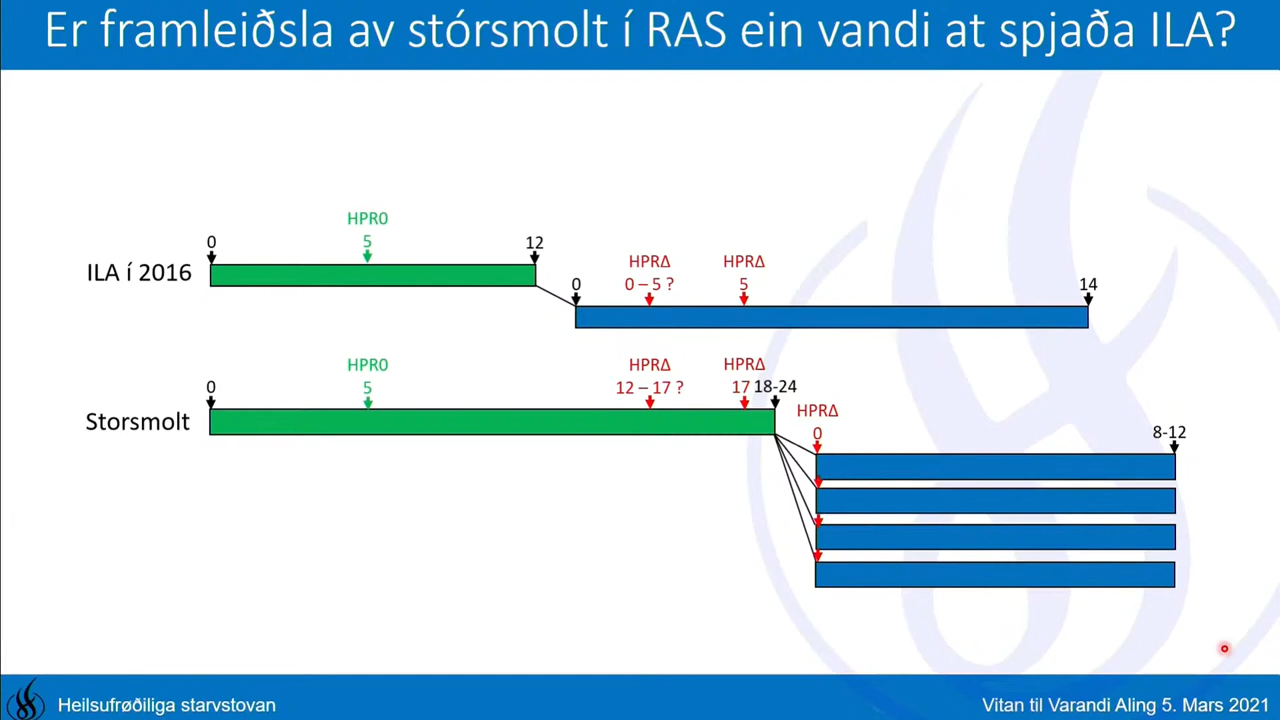 Er framleiðsla av stórsmolt í RAS ein vandi at spjaða ILA?
HPR0
0 5 12
ILA í 2016
HPRΔ HPRΔ
0 0 – 5 ? 5 14
HPR0 HPRΔ HPRΔ
0 5 12 – 17 ? 17 18-24
Storsmolt
HPRΔ
0 8-12
Heilsufrøðiliga starvstovan
Vitan til Varandi Aling 5. Mars 2021